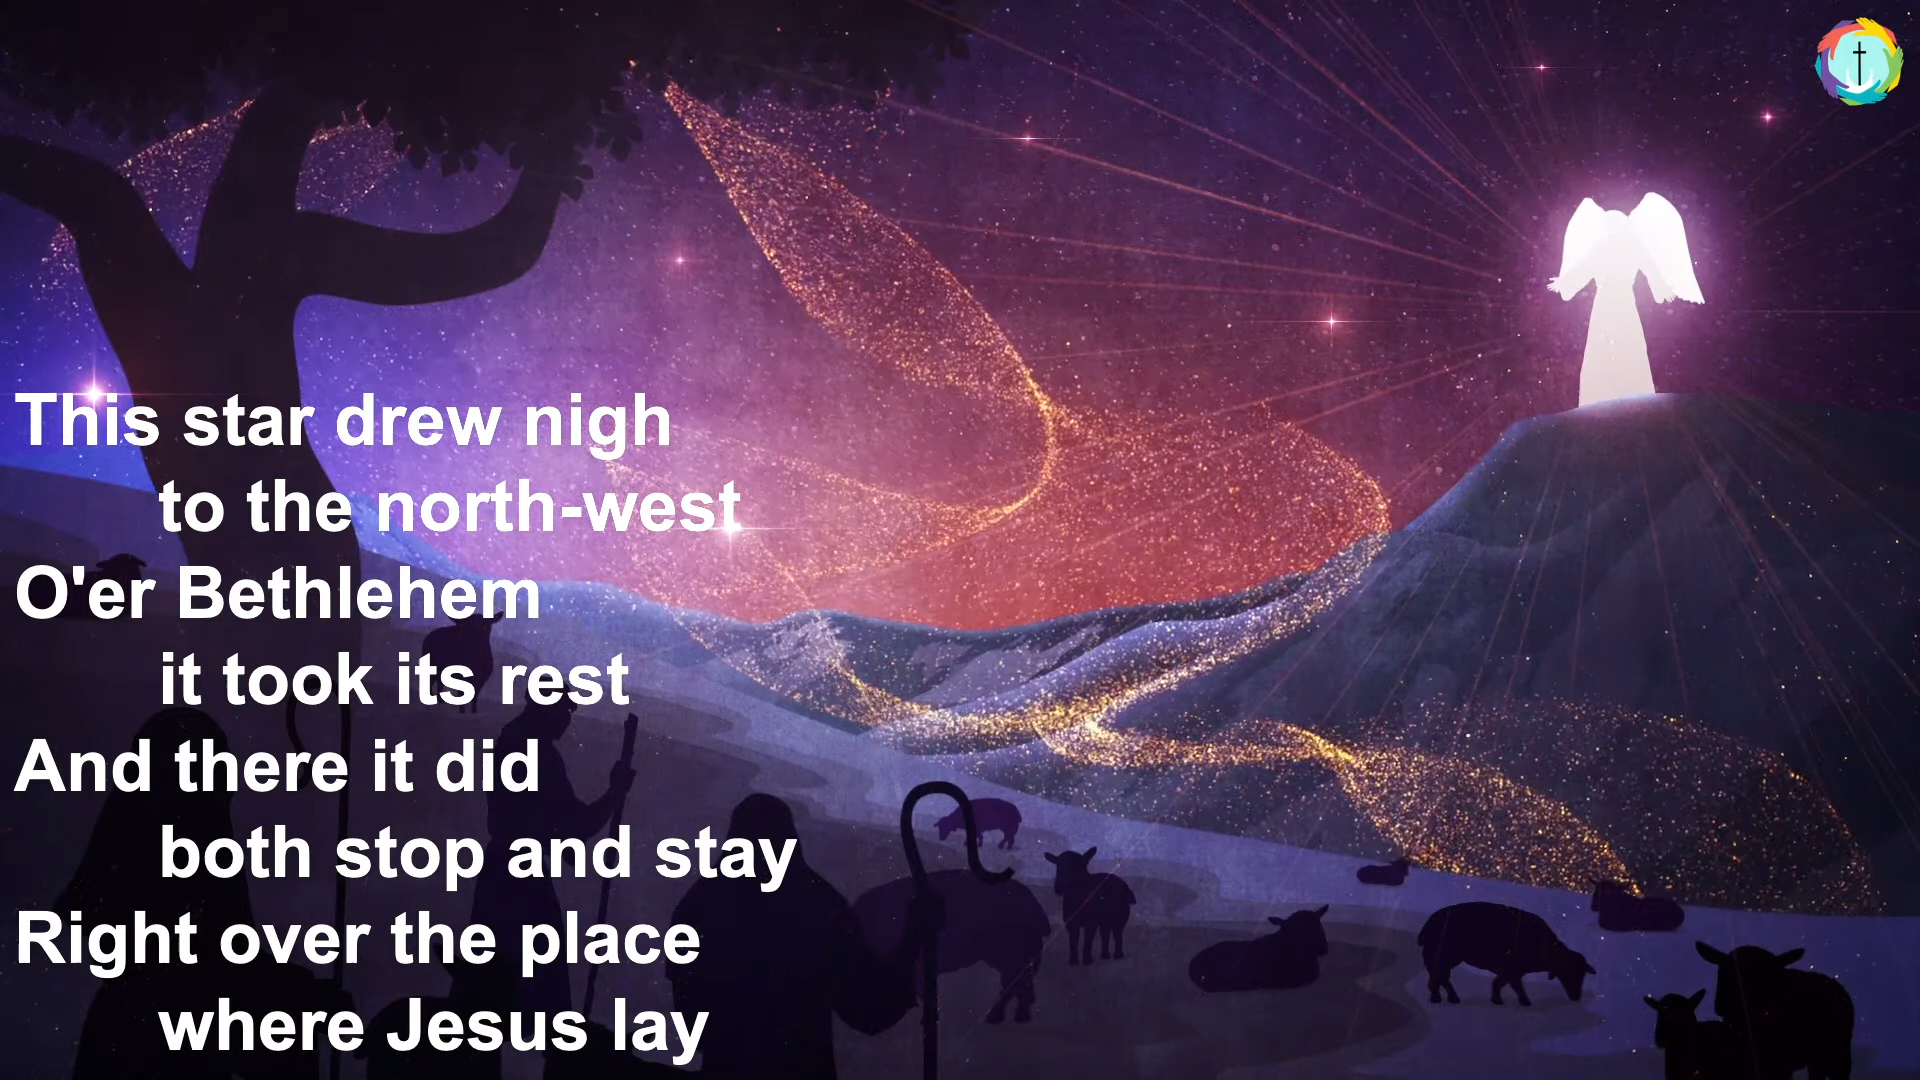 This star drew nigh
to the north-west
O'er Bethlehem
it took its rest
And there it did
both stop and stay
Right over the place
where Jesus lay